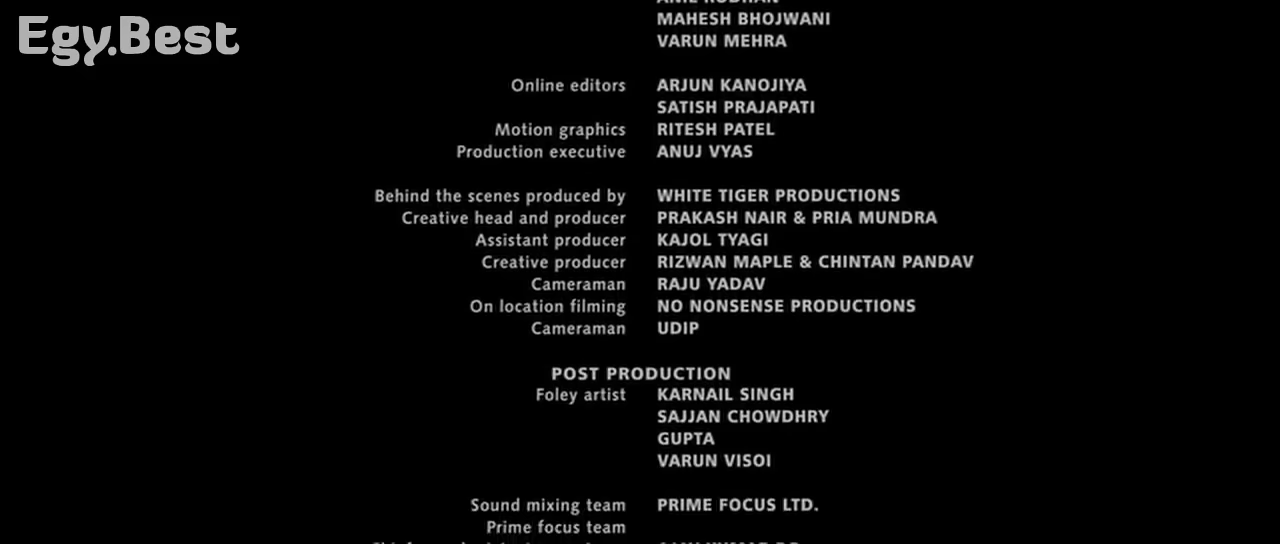 Egy.Best
MAHESH BHOJWANI
VARUN MEHRA
Online editors ARJUN KANOJIYA
SATISH PRAJAPATI
Motion graphics RITESH PATEL
Production executive ANUJ VYAS
Behind the scenes produced by WHITE TIGER PRODUCTIONS
Creative head and producer PRAKASH NAIR & PRIA MUNDRA
Assistant producer KAJOL TYAGI
Creative producer RIZWAN MAPLE & CHINTAN PANDAV
Cameraman RAJU YADAV
On location filming NO NONSENSE PRODUCTIONS
Cameraman UDIP
POST PRODUCTION
Foley artist KARNAIL SINGH
SAJJAN CHOWDHRY
GUPTA
VARUN VISOI
Sound mixing team PRIME FOCUS LTD.
Prime focus team